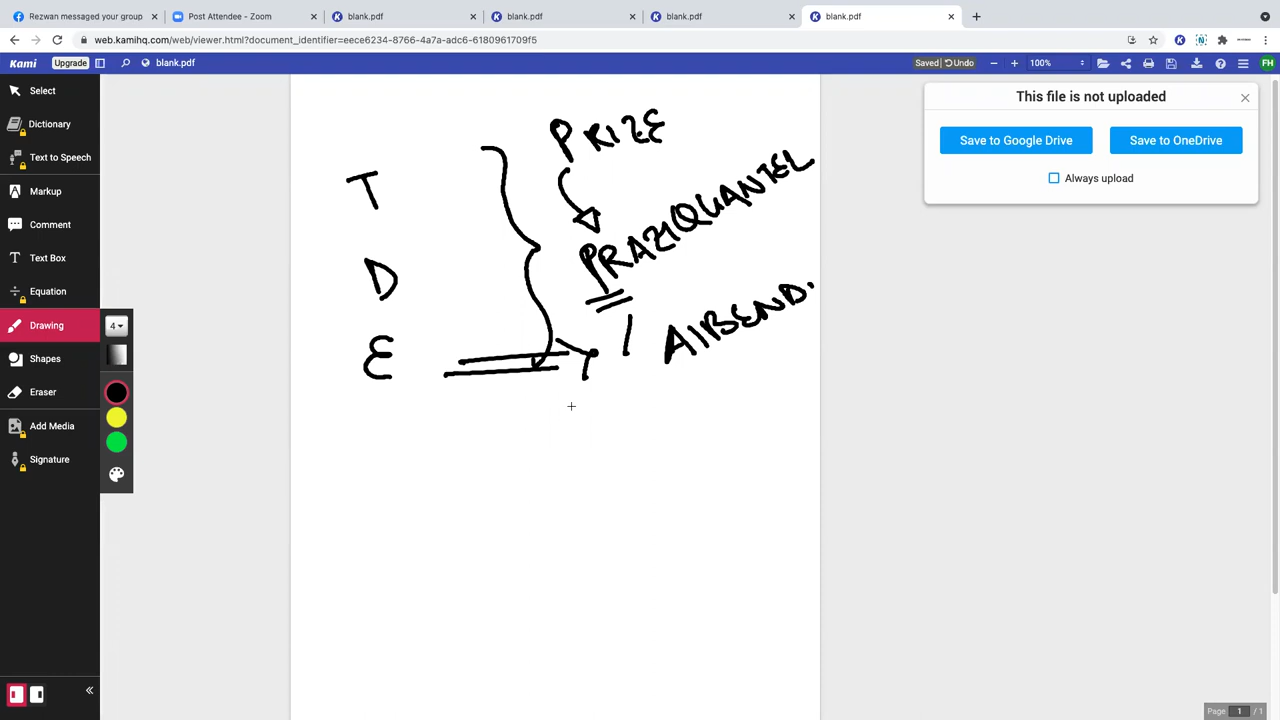 Rezwan messaged your group
Post Attendee - Zoom
blank.pdf
blank.pdf
blank.pdf
blank.pdf
web.kamihq.com/web/viewer.html?document_identifier=eece6234-8766-4a7a-adc6-6180961709f5
Kami
Upgrade
blank.pdf
Saved
Undo
100%
FH
Select
Dictionary
Text to Speech
Markup
Comment
Text Box
Equation
Drawing
4
Shapes
Eraser
Add Media
Signature
This file is not uploaded
Save to Google Drive
Save to OneDrive
Always upload
PRIZE
T
PRAZIQUANTEL
D
AlBEND.
E
Page
1
/ 1